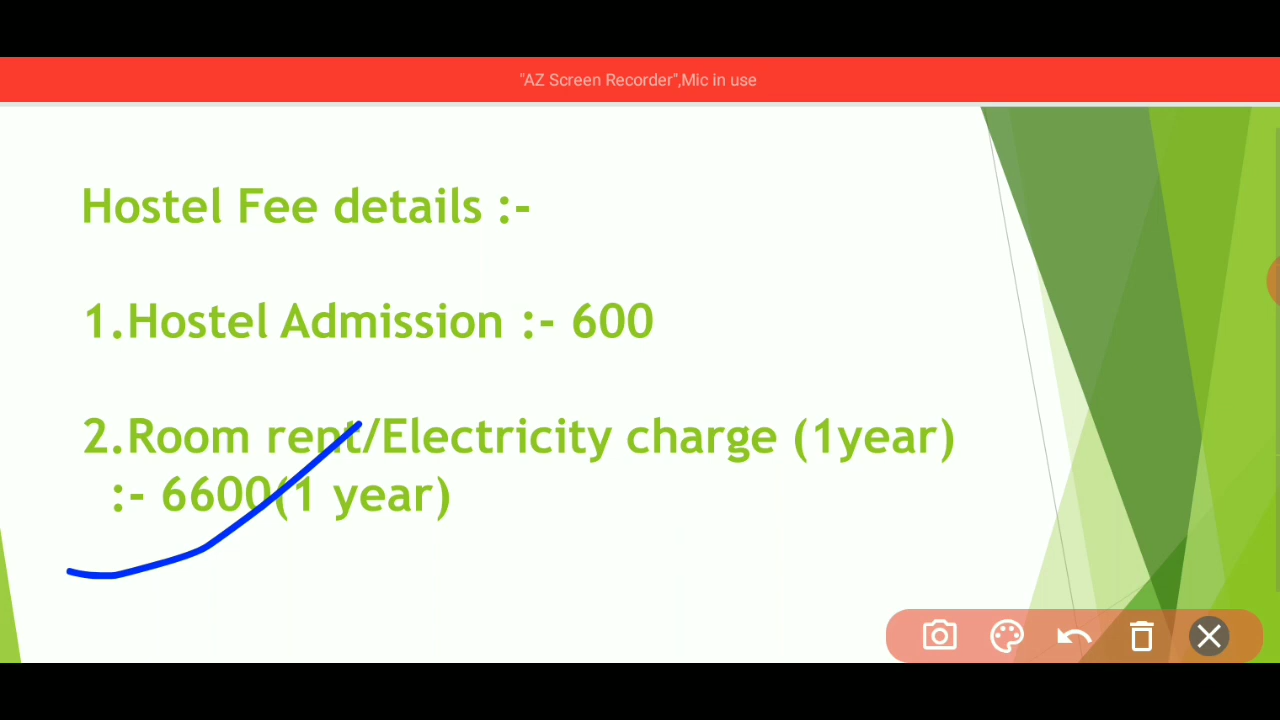 "AZ Screen Recorder",Mic in use
Hostel Fee details :-
1.Hostel Admission :- 600
2.Room rent/Electricity charge (1year)
:- 6600(1 year)